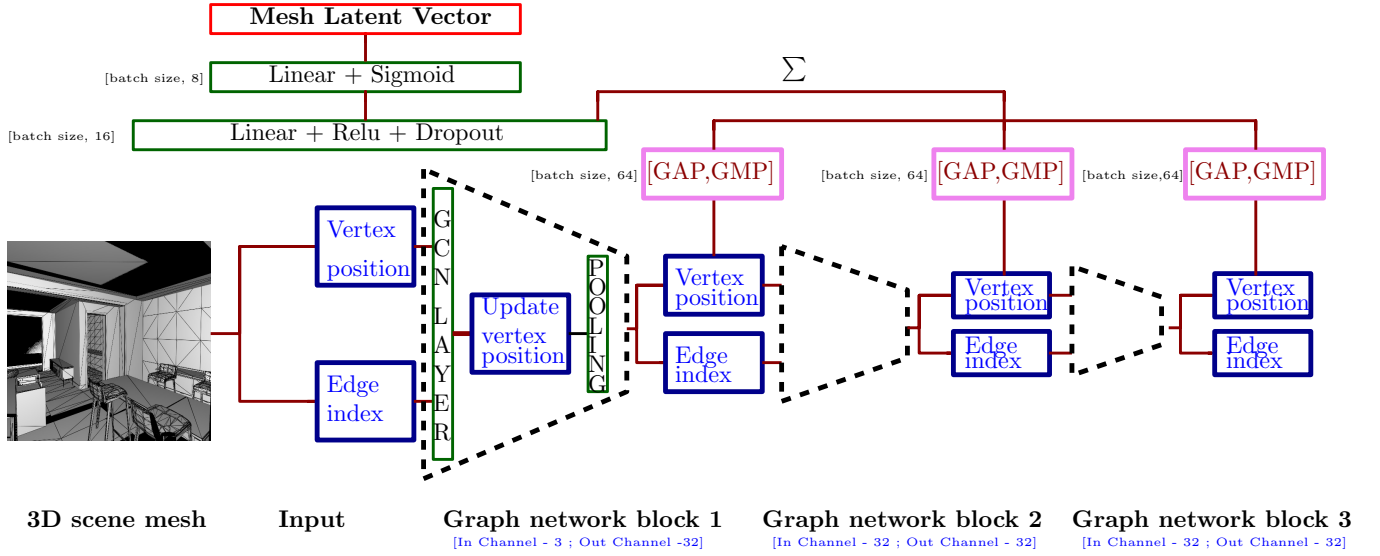 Mesh Latent Vector
[batch size, 8]
Linear + Sigmoid
∑
[batch size, 16]
Linear + Relu + Dropout
[batch size, 64]
[GAP,GMP]
[batch size, 64]
[GAP,GMP]
[batch size,64]
[GAP,GMP]
Vertex
position
Edge
index
GCN LAYER
Update
vertex
position
POOLING
Vertex
position
Edge
index
Vertex
position
Edge
index
Vertex
position
Edge
index
3D scene mesh
Input
Graph network block 1
[In Channel - 3 ; Out Channel -32]
Graph network block 2
[In Channel - 32 ; Out Channel - 32]
Graph network block 3
[In Channel - 32 ; Out Channel - 32]